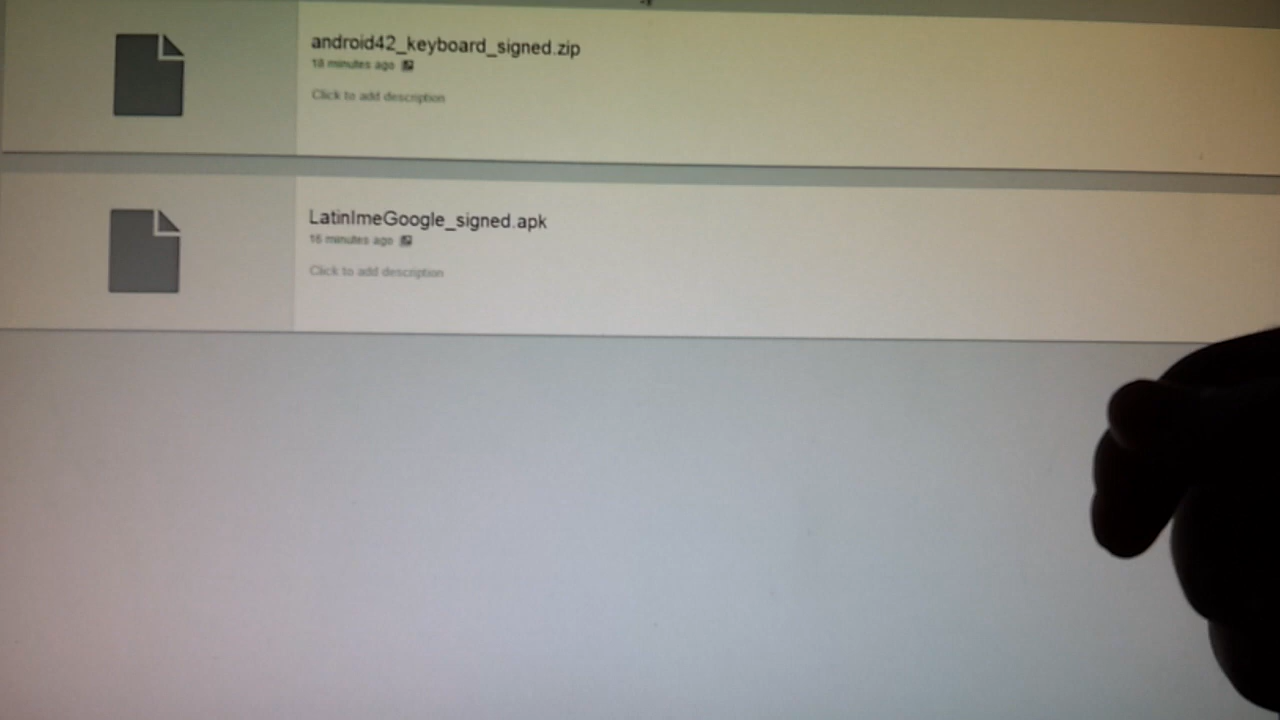 android42_keyboard_signed.zip
18 minutes ago
Click to add description
LatinImeGoogle_signed.apk
16 minutes ago
Click to add description